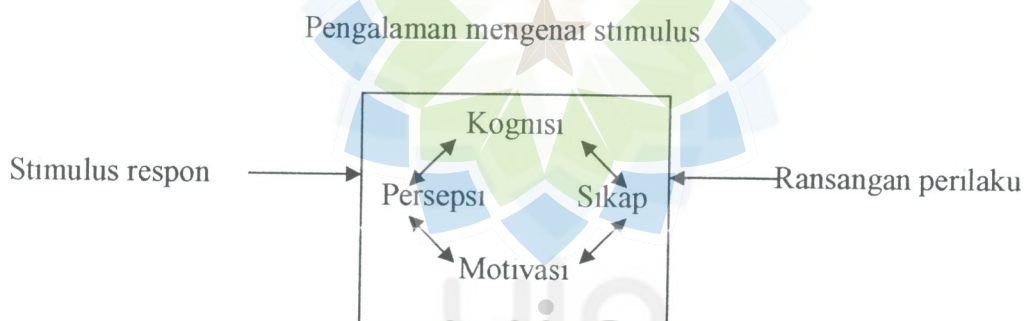 Pengalaman mengenai stimulus
Kognisi
Stimulus respon
Persepsi
Sikap
Ransangan perilaku
Motivasi